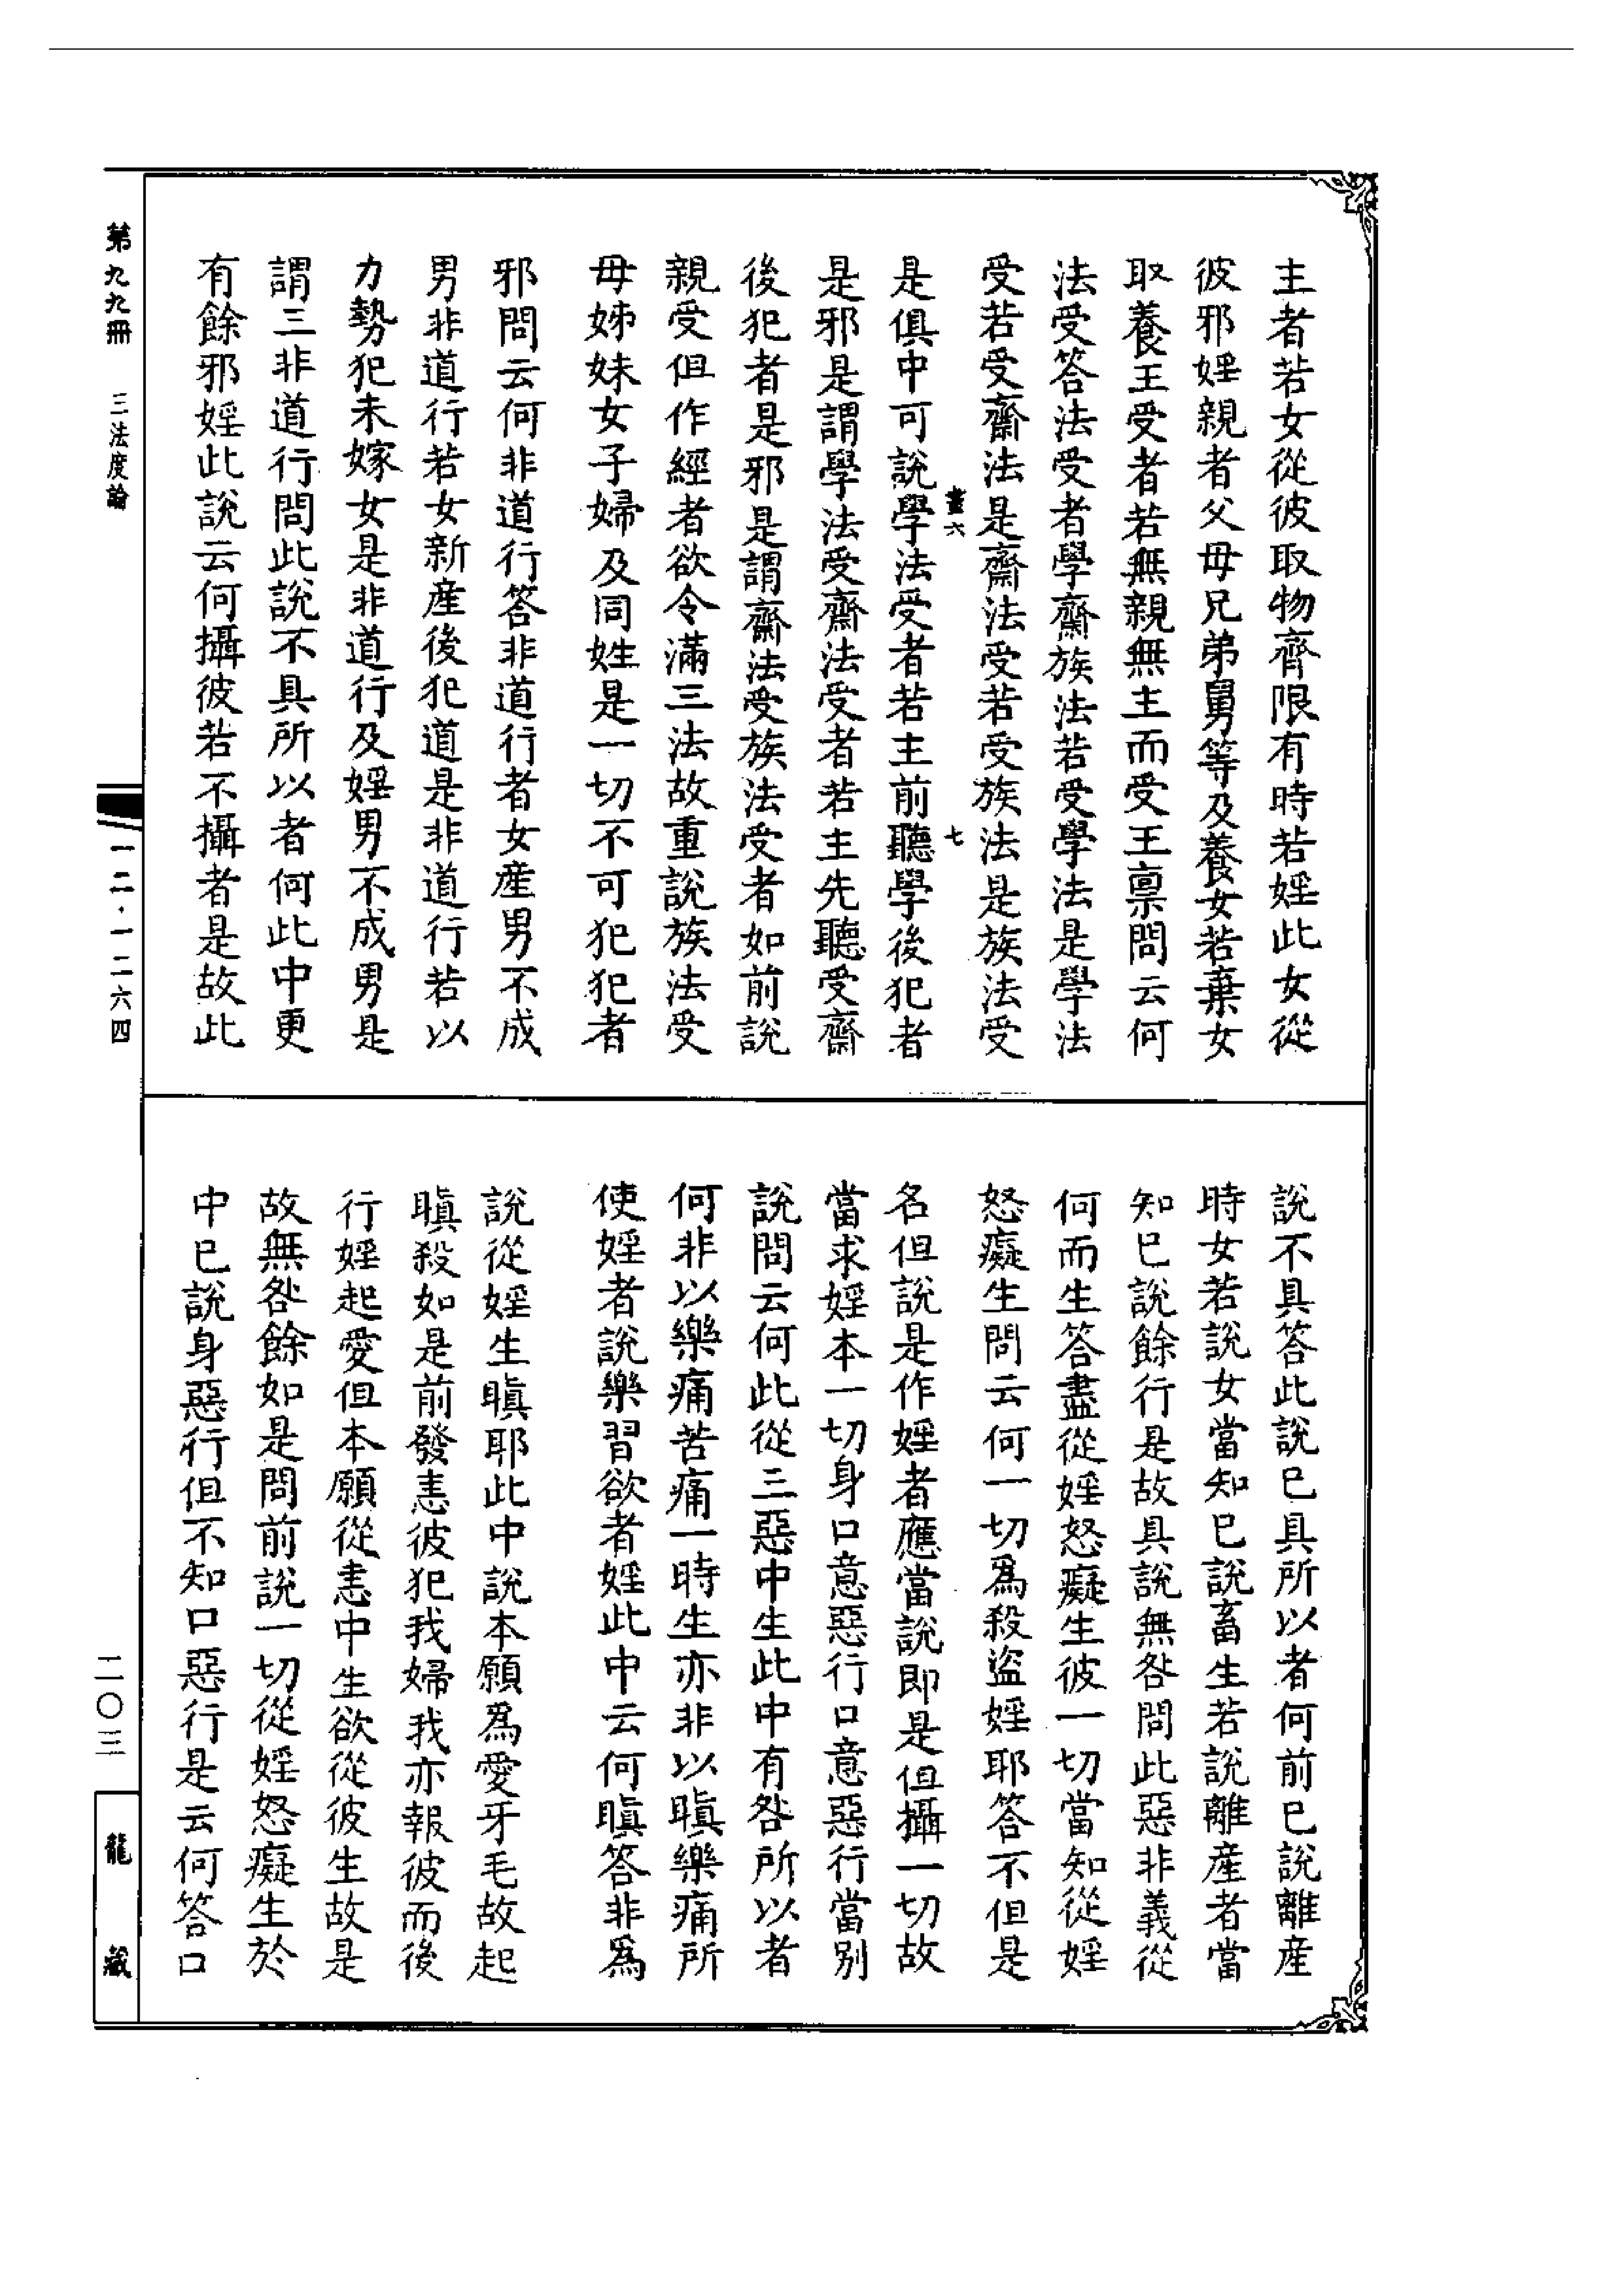 主者若女從彼取物齊限有時若婬此女從
彼邪婬親者父母兄弟舅等及養女若棄女
取養王受者若無親無主而受王稟問云何
法受答法受者學齋族法若受學法是學法
受若受齋法是齋法受若受族法是族法受
畫六
七
是俱中可說學法受者若主前聽學後犯者
是邪是謂學法受齋法受者若主先聽受齋
後犯者是邪是謂齋法受族法受者如前說
親受但作經者欲令滿三法故重說族法受
毋姊妹女子婦及同姓是一切不可犯犯者
邪問云何非道行答非道行者女產男不成
男非道行若女新產後犯道是非道行若以
力勢犯未嫁女是非道行及婬男不成男是
謂三非道行問此說不具所以者何此中更
有餘邪婬此說云何攝彼若不攝者是故此
說不具答此說已具所以者何前已說離產
時女若說女當知已說畜生若說離產者當
知已說餘行是故具說無咎問此惡非義從
何而生答盡從婬怒癡生彼一切當知從婬
怒癡生問云何一切為殺盜婬耶答不但是
名但說是作婬者應當說即是但攝一切故
當求婬本一切身口意惡行口意惡行當別
說問云何此從三惡中生此中有咎所以者
何非以樂痛苦痛一時生亦非以瞋樂痛所
使婬者說樂習欲者婬此中云何瞋答非為
說從婬生瞋耶此中說本願為愛牙毛故起
瞋殺如是前發恚彼犯我婦我亦報彼而後
行婬起愛但本願從恚中生欲從彼生故是
故無咎餘如是問前說一切從婬怒癡生於
中已說身惡行但不知口惡行是云何答口
第九九冊
三法度論
一二·一二六四
二〇三
龍藏